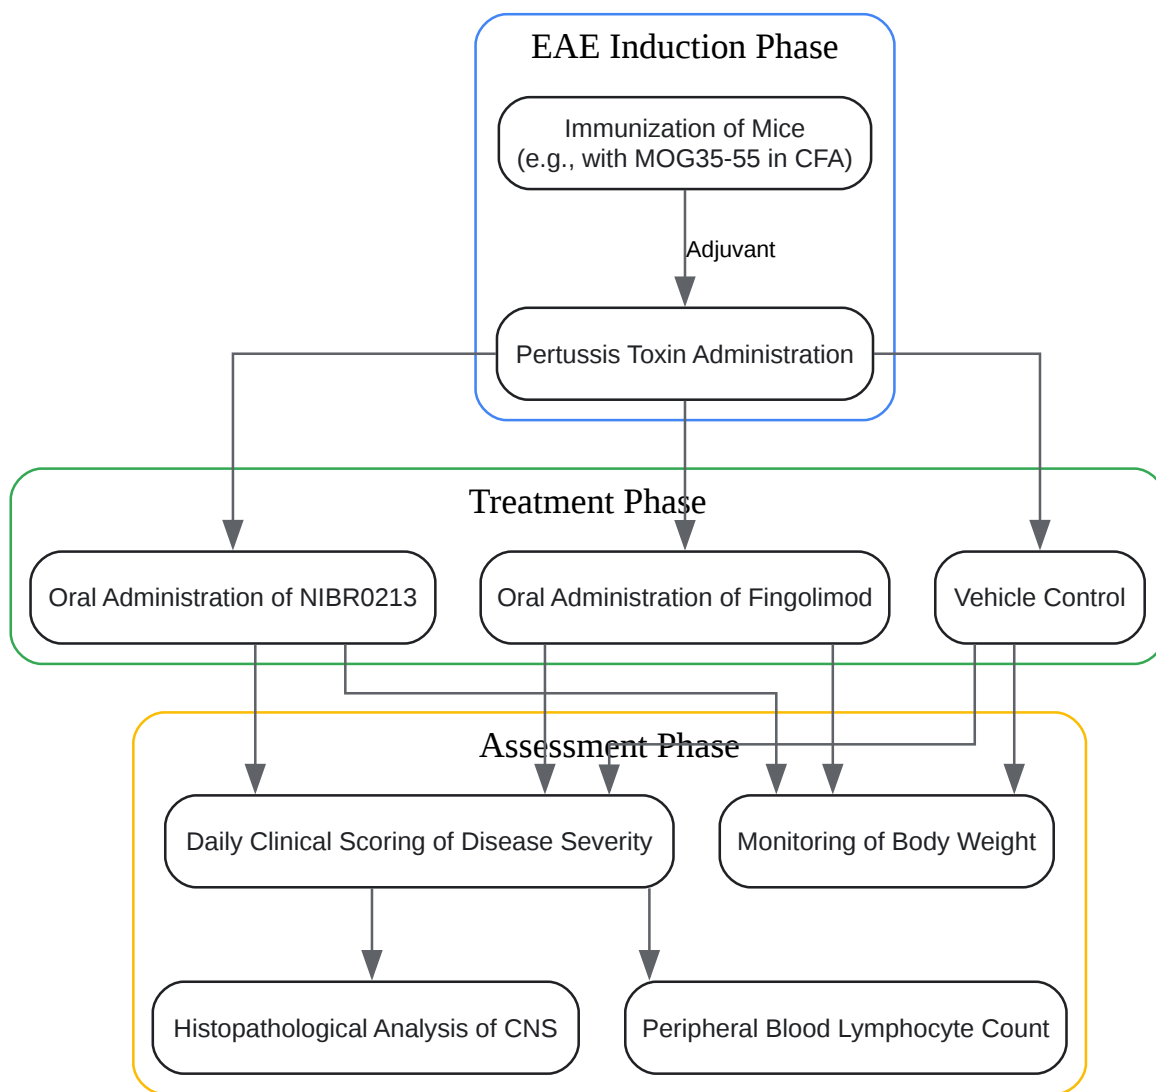 EAE Induction Phase
Immunization of Mice
(e.g., with MOG35-55 in CFA)
Adjuvant
Pertussis Toxin Administration
Treatment Phase
Oral Administration of NIBR0213
Oral Administration of Fingolimod
Vehicle Control
Assessment Phase
Daily Clinical Scoring of Disease Severity
Monitoring of Body Weight
Histopathological Analysis of CNS
Peripheral Blood Lymphocyte Count